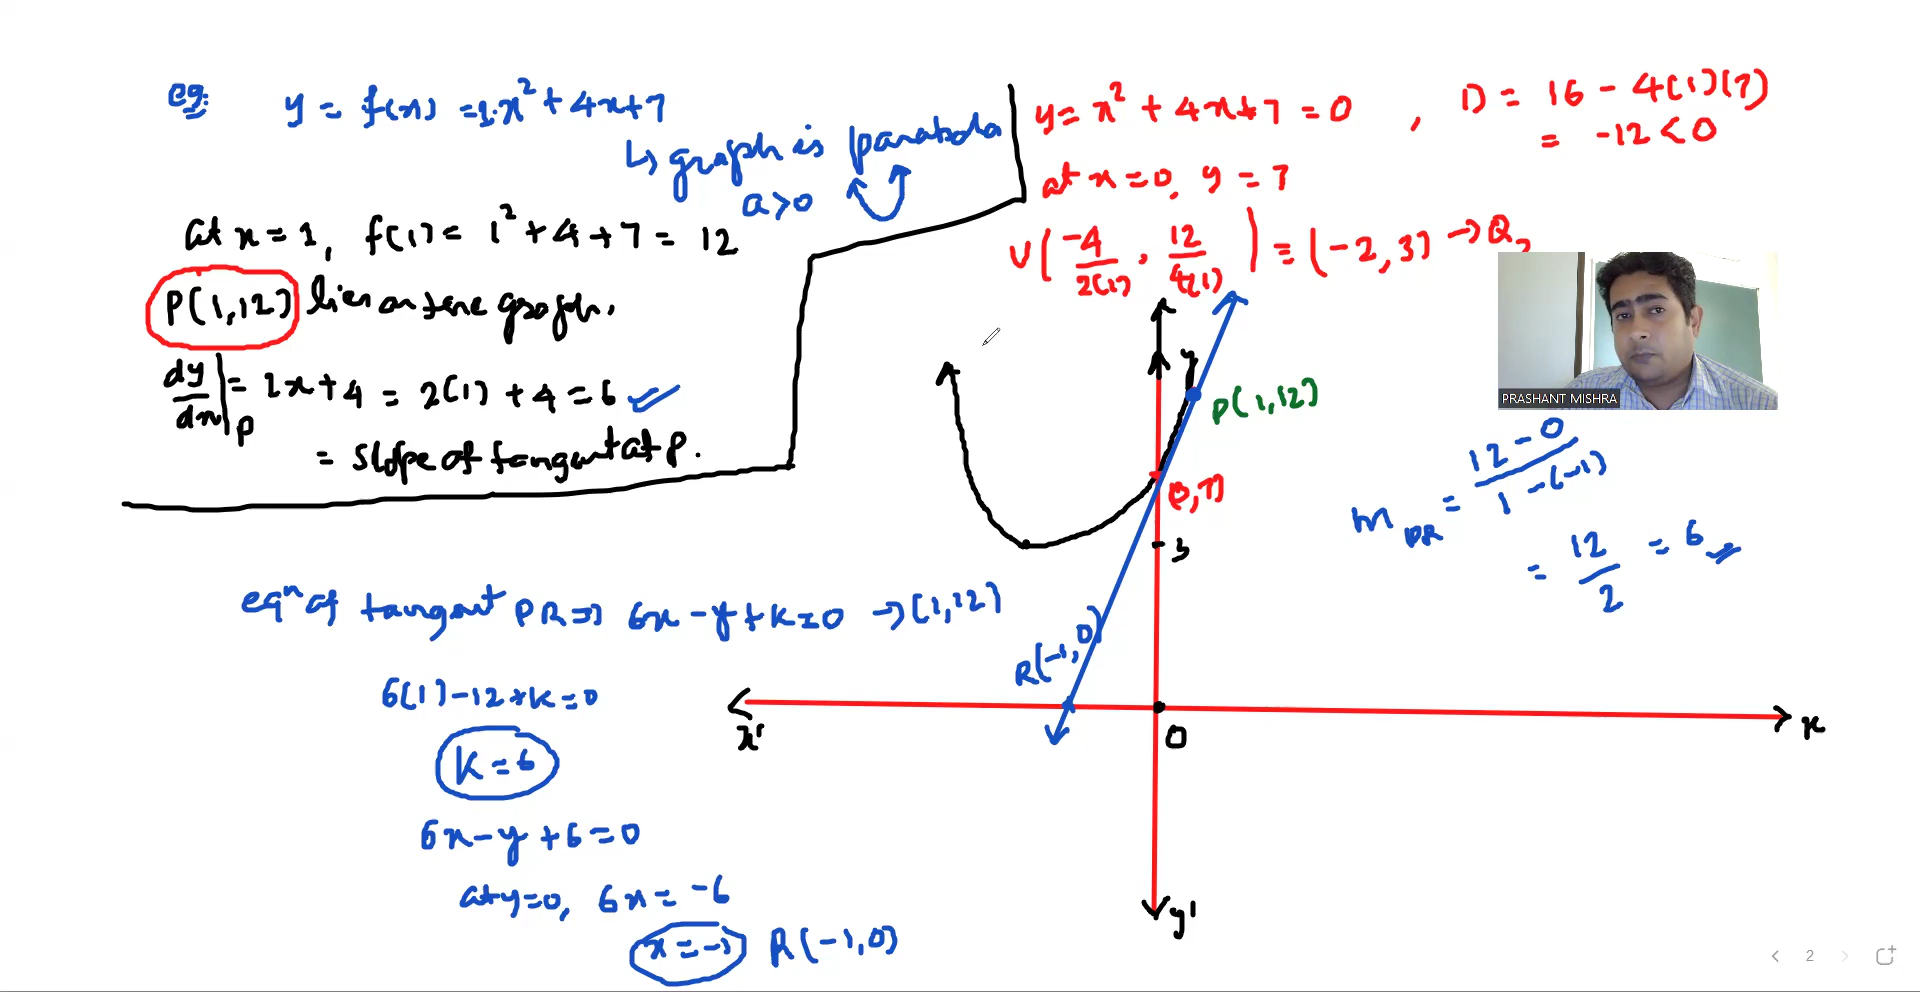 eg: y = f(x) = 1·x² + 4x + 7
↳ graph is parabola
a > 0
at x = 1, f(1) = 1² + 4 + 7 = 12
P(1,12) lies on the graph.
dy/dx|P = 2x + 4 = 2(1) + 4 = 6 ✓
= slope of tangent at P.
y = x² + 4x + 7 = 0 , D = 16 - 4(1)(7)
= -12 < 0
at x = 0, y = 7
V(-4/2(1), 12/4(1)) ≡ (-2, 3) → Q2
y
P(1,12)
(0,7)
3
R(-1,0)
x'
0
x
y'
PRASHANT MISHRA
mPR = 12-0/1-(-1)
= 12/2 = 6
eqⁿ of tangent PR ⇒ 6x - y + k = 0 → (1,12)
6(1) - 12 + k = 0
k = 6
6x - y + 6 = 0
at y = 0, 6x = -6
x = -1 R(-1,0)
2